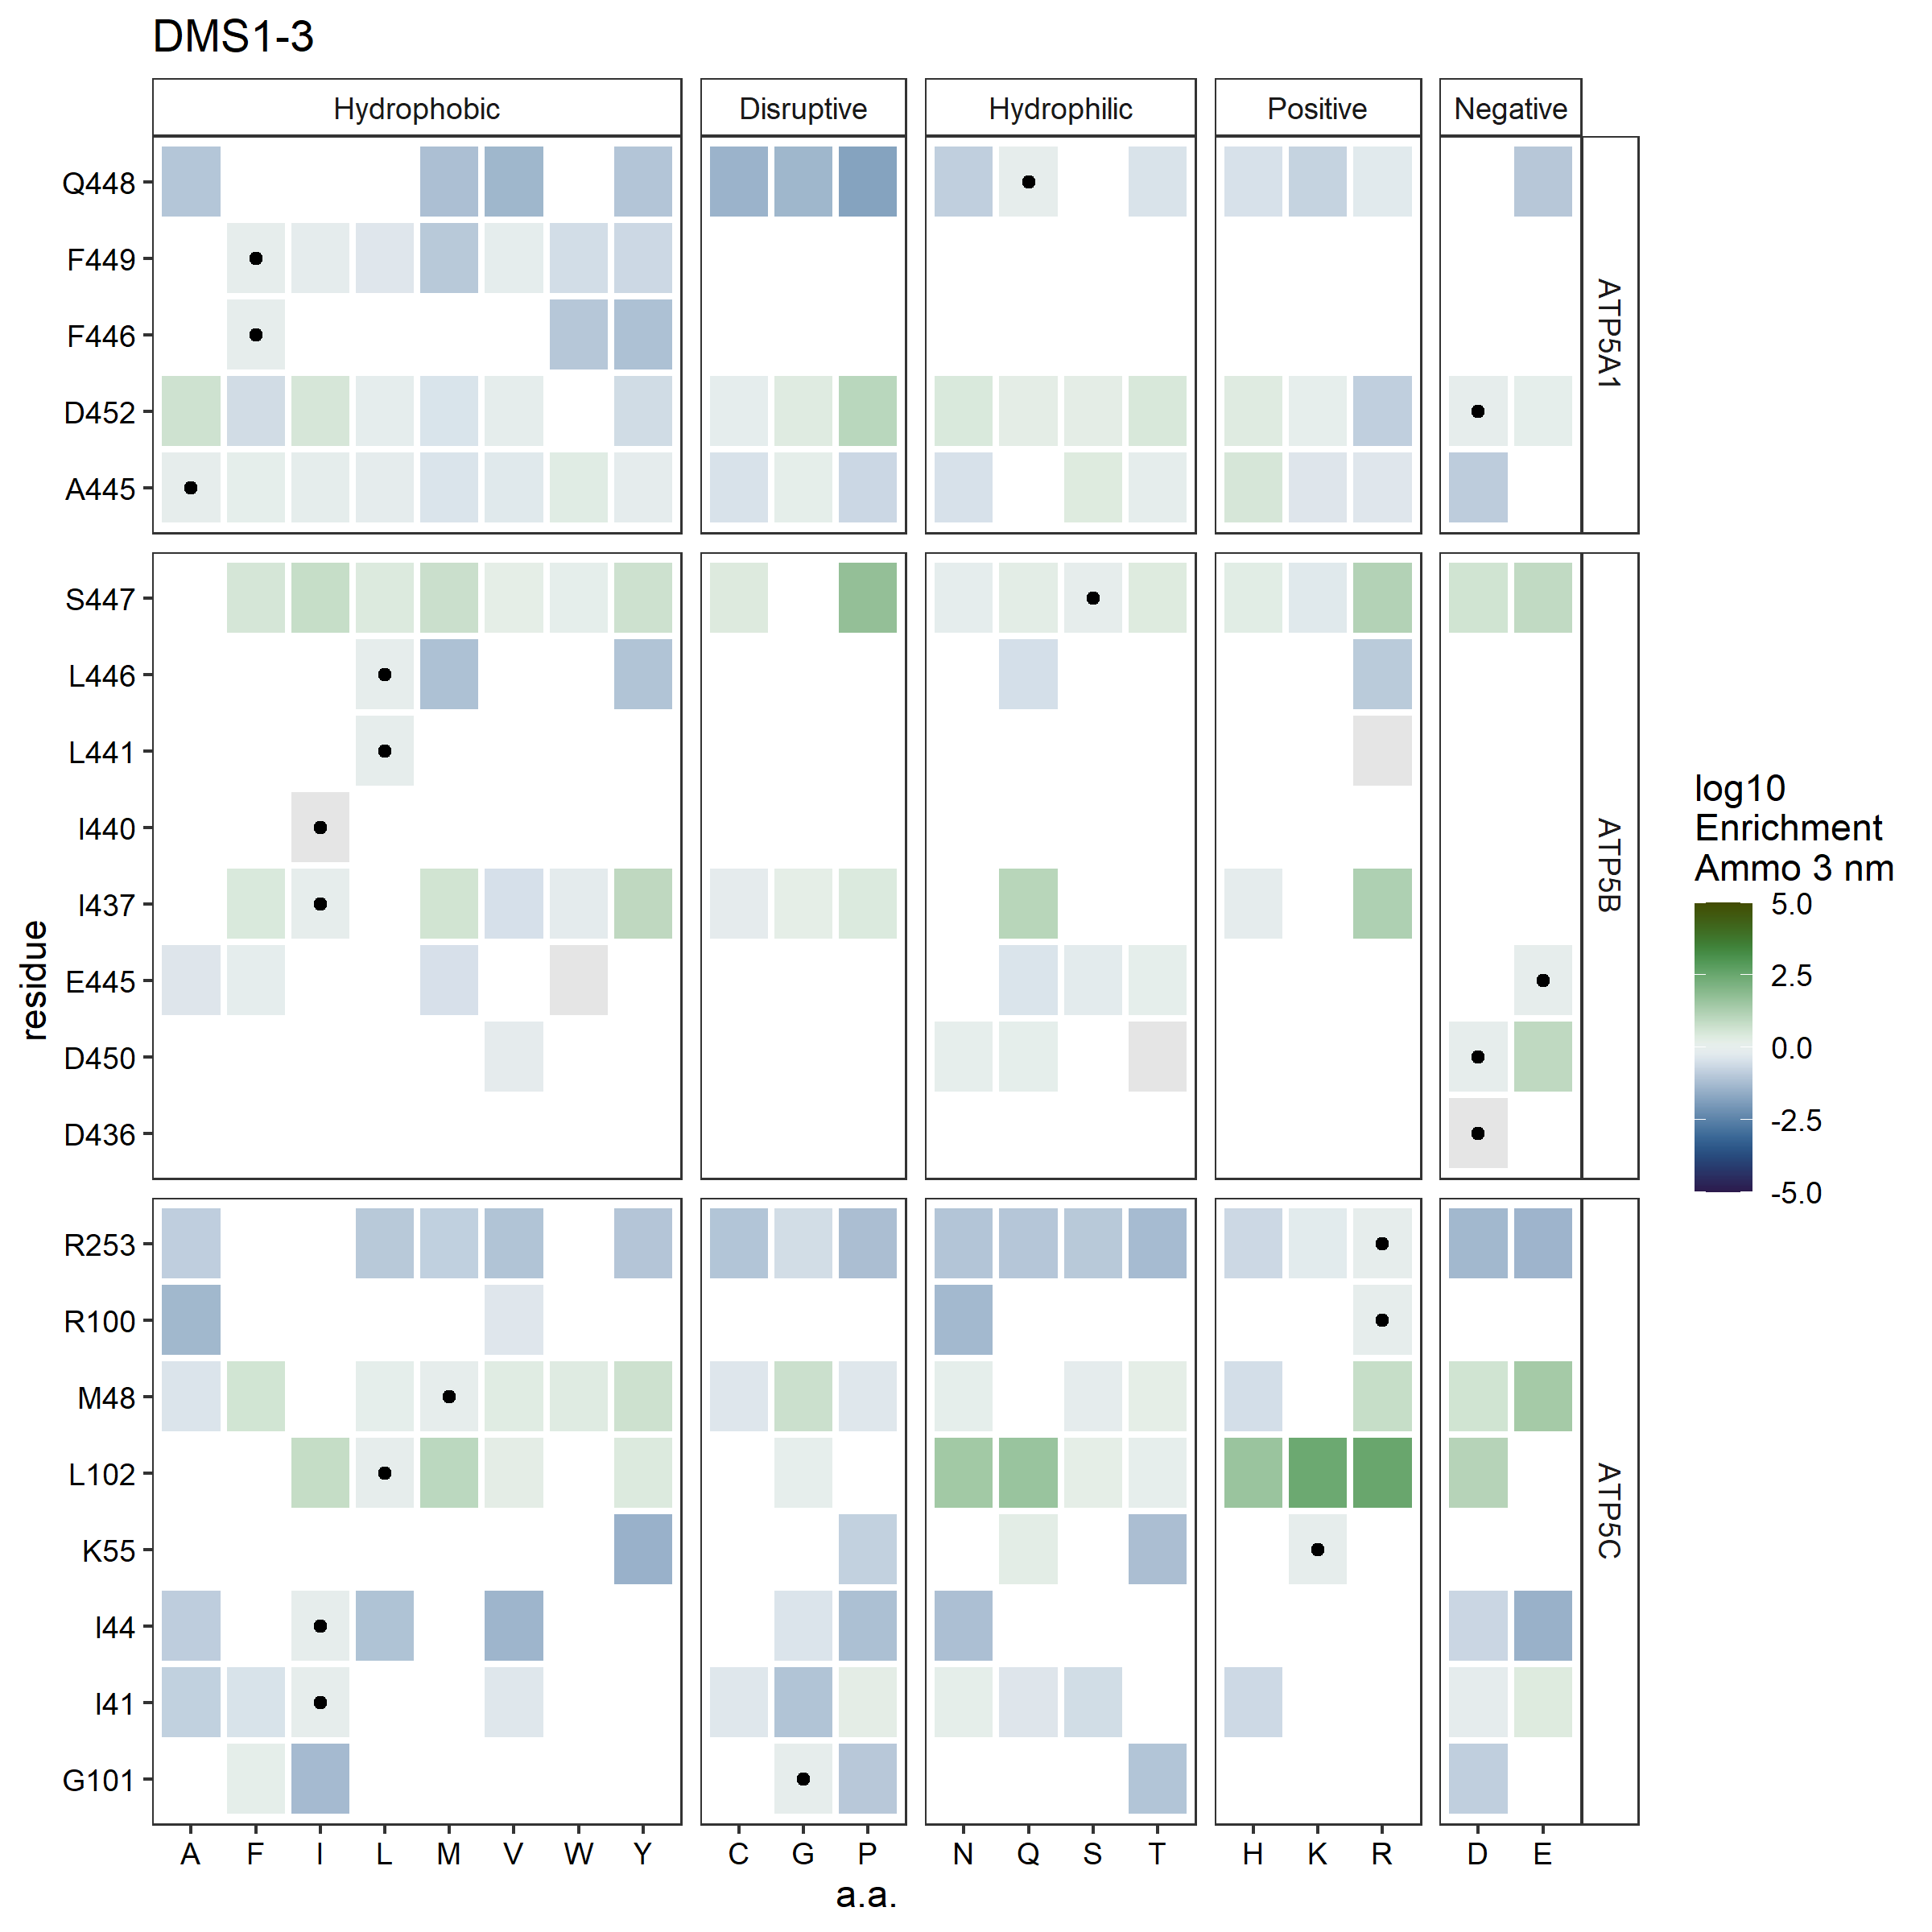 DMS1-3
Hydrophobic Disruptive Hydrophilic Positive Negative
Q448
F449
F446
D452
A445
ATP5A1
S447
L446
L441
I440
I437
E445
D450
D436
ATP5B
R253
R100
M48
L102
K55
I44
I41
G101
ATP5C
residue
A F I L M V W Y C G P N Q S T H K R D E
a.a.
log10
Enrichment
Ammo 3 nm
5.0
2.5
0.0
-2.5
-5.0